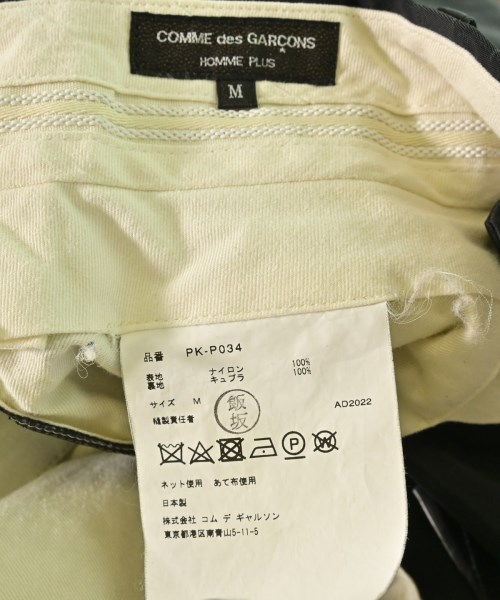 COMME des GARÇONS
HOMME PLUS
M
品番 PK-P034
表地 ナイロン 100%
裏地 キュプラ 100%
サイズ M
縫製責任者 飯坂 AD2022
P W
ネット使用 あて布使用
日本製
株式会社 コム デ ギャルソン
東京都港区南青山5-11-5